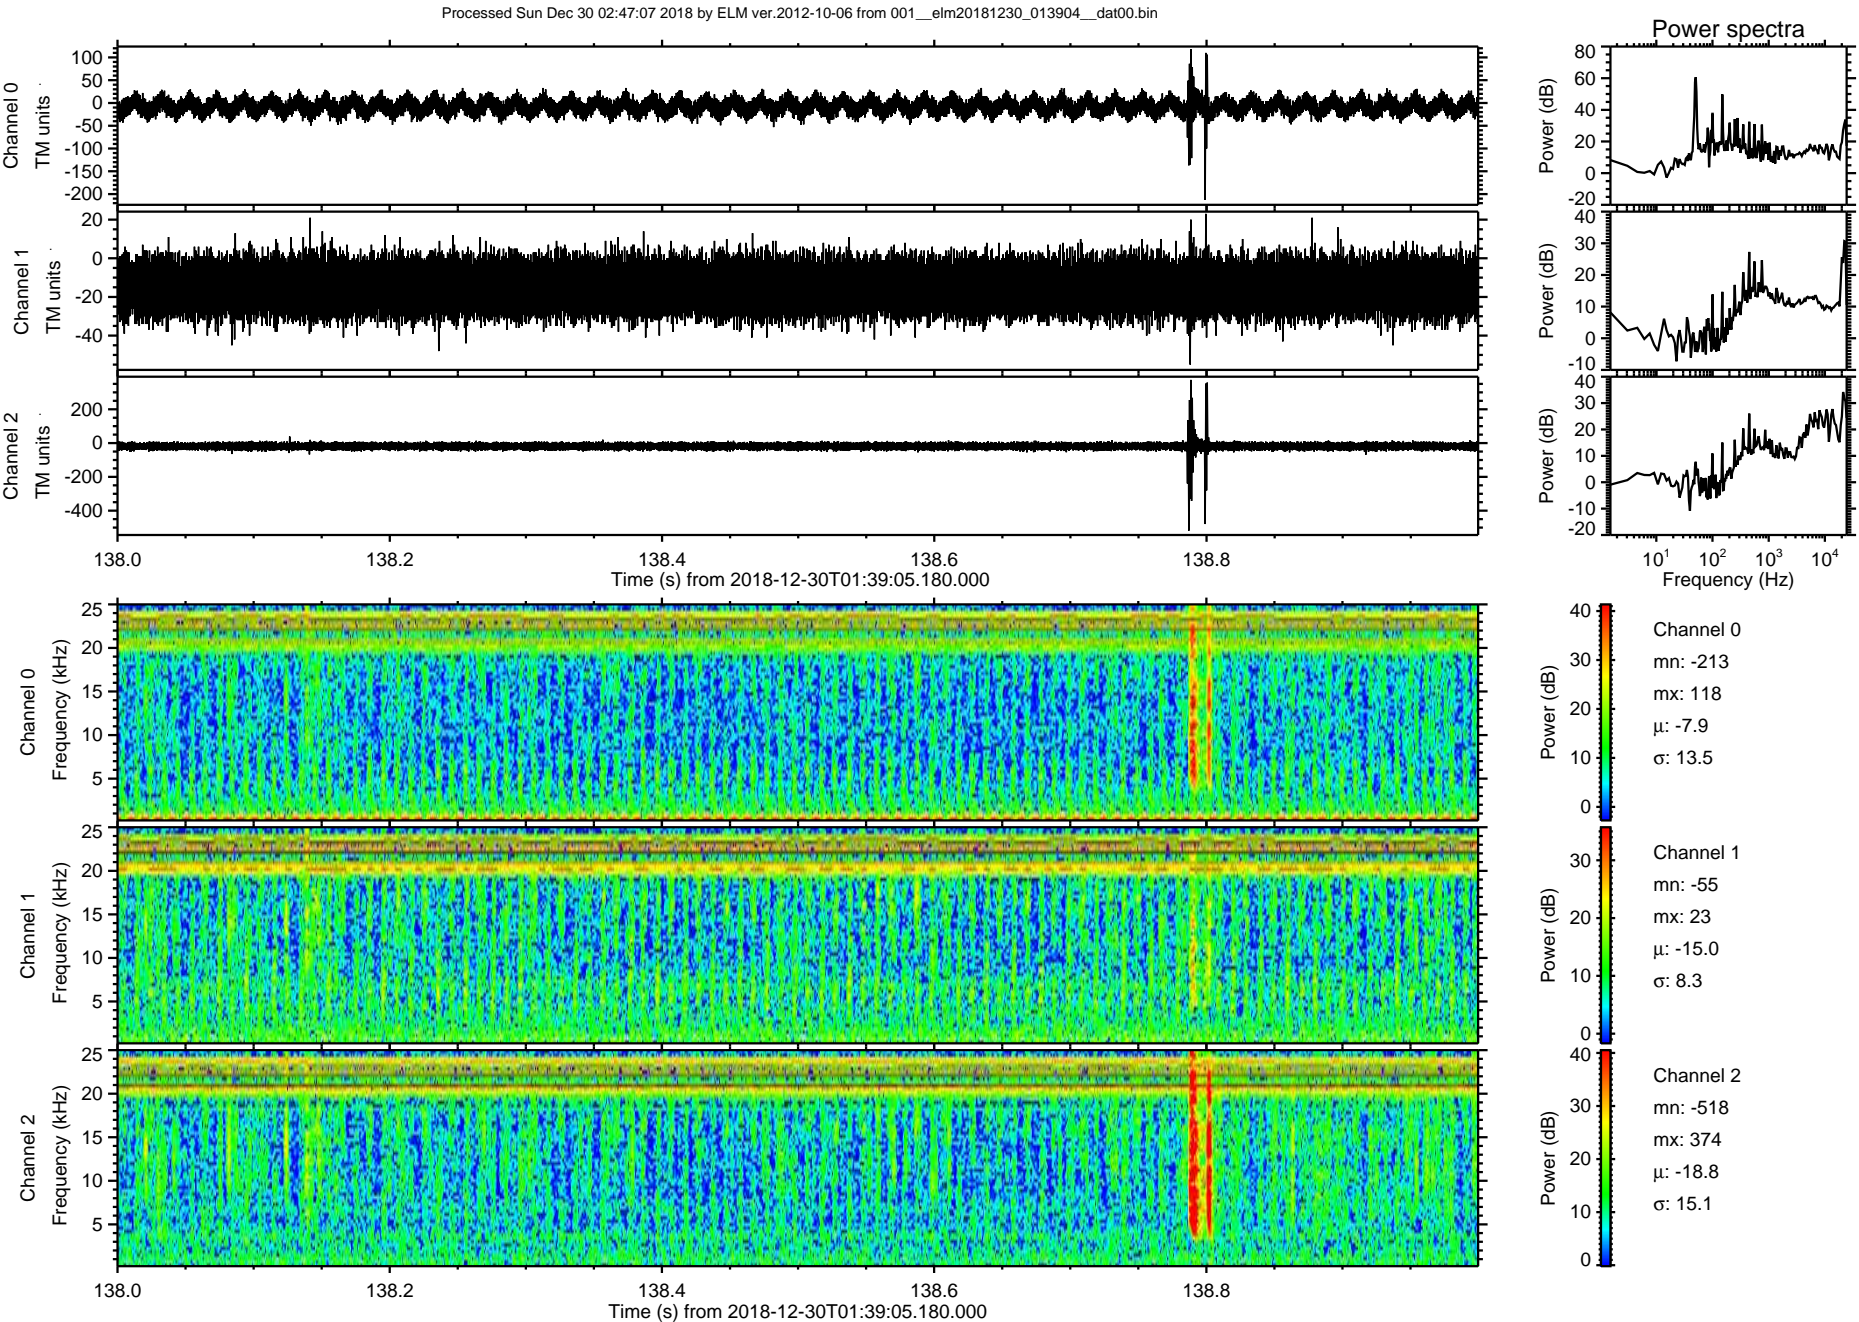 Processed Sun Dec 30 02:47:07 2018 by ELM ver.2012-10-06 from 001__elm20181230_013904__dat00.bin
Power spectra
Channel 0
TM units
100
50
0
-50
-100
-150
-200
Power (dB)
80
60
40
20
0
-20
Channel 1
TM units
20
0
-20
-40
Power (dB)
40
30
20
10
0
-10
Channel 2
TM units
200
0
-200
-400
Power (dB)
40
30
20
10
0
-10
-20
138.0 138.2 138.4 138.6 138.8
Time (s) from 2018-12-30T01:39:05.180.000
10¹ 10² 10³ 10⁴
Frequency (Hz)
Channel 0
Frequency (kHz)
25
20
15
10
5
Power (dB)
40
30
20
10
0
Channel 0
mn: -213
mx: 118
µ: -7.9
σ: 13.5
Channel 1
Frequency (kHz)
25
20
15
10
5
Power (dB)
30
20
10
0
Channel 1
mn: -55
mx: 23
µ: -15.0
σ: 8.3
Channel 2
Frequency (kHz)
25
20
15
10
5
Power (dB)
40
30
20
10
0
Channel 2
mn: -518
mx: 374
µ: -18.8
σ: 15.1
138.0 138.2 138.4 138.6 138.8
Time (s) from 2018-12-30T01:39:05.180.000